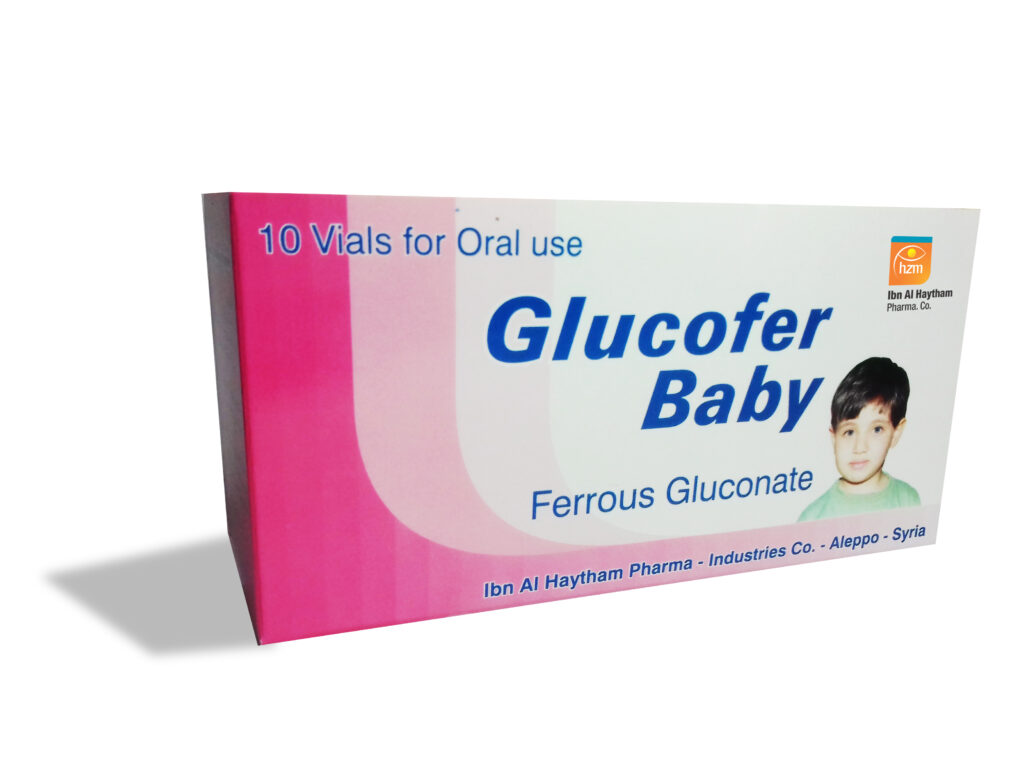 10 Vials for Oral use
hzm
Ibn Al Haytham
Pharma. Co.
Glucofer
Baby
Ferrous Gluconate
Ibn Al Haytham Pharma - Industries Co. - Aleppo - Syria